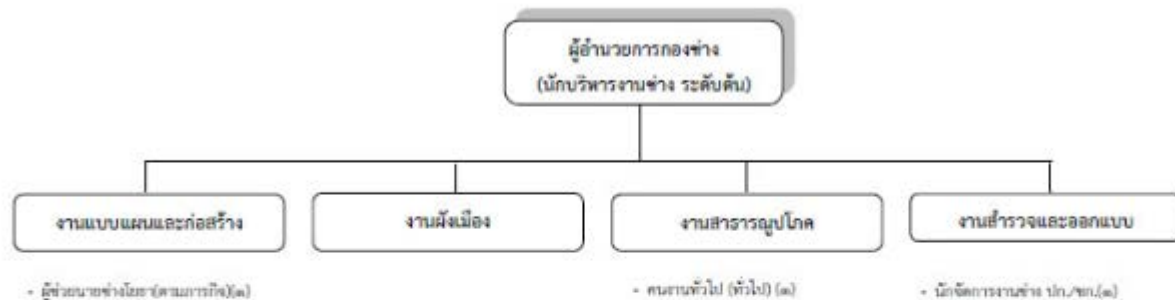 ผู้อำนวยการกองช่าง
(นักบริหารงานช่าง ระดับต้น)
งานแบบแผนและก่อสร้าง
งานผังเมือง
งานสาธารณูปโภค
งานสำรวจและออกแบบ
- ผู้ช่วยนายช่างโยธา(ตามภารกิจ)(๑)
- คนงานทั่วไป (ทั่วไป) (๑)
- นักจัดการงานช่าง ปก./ชก.(๑)